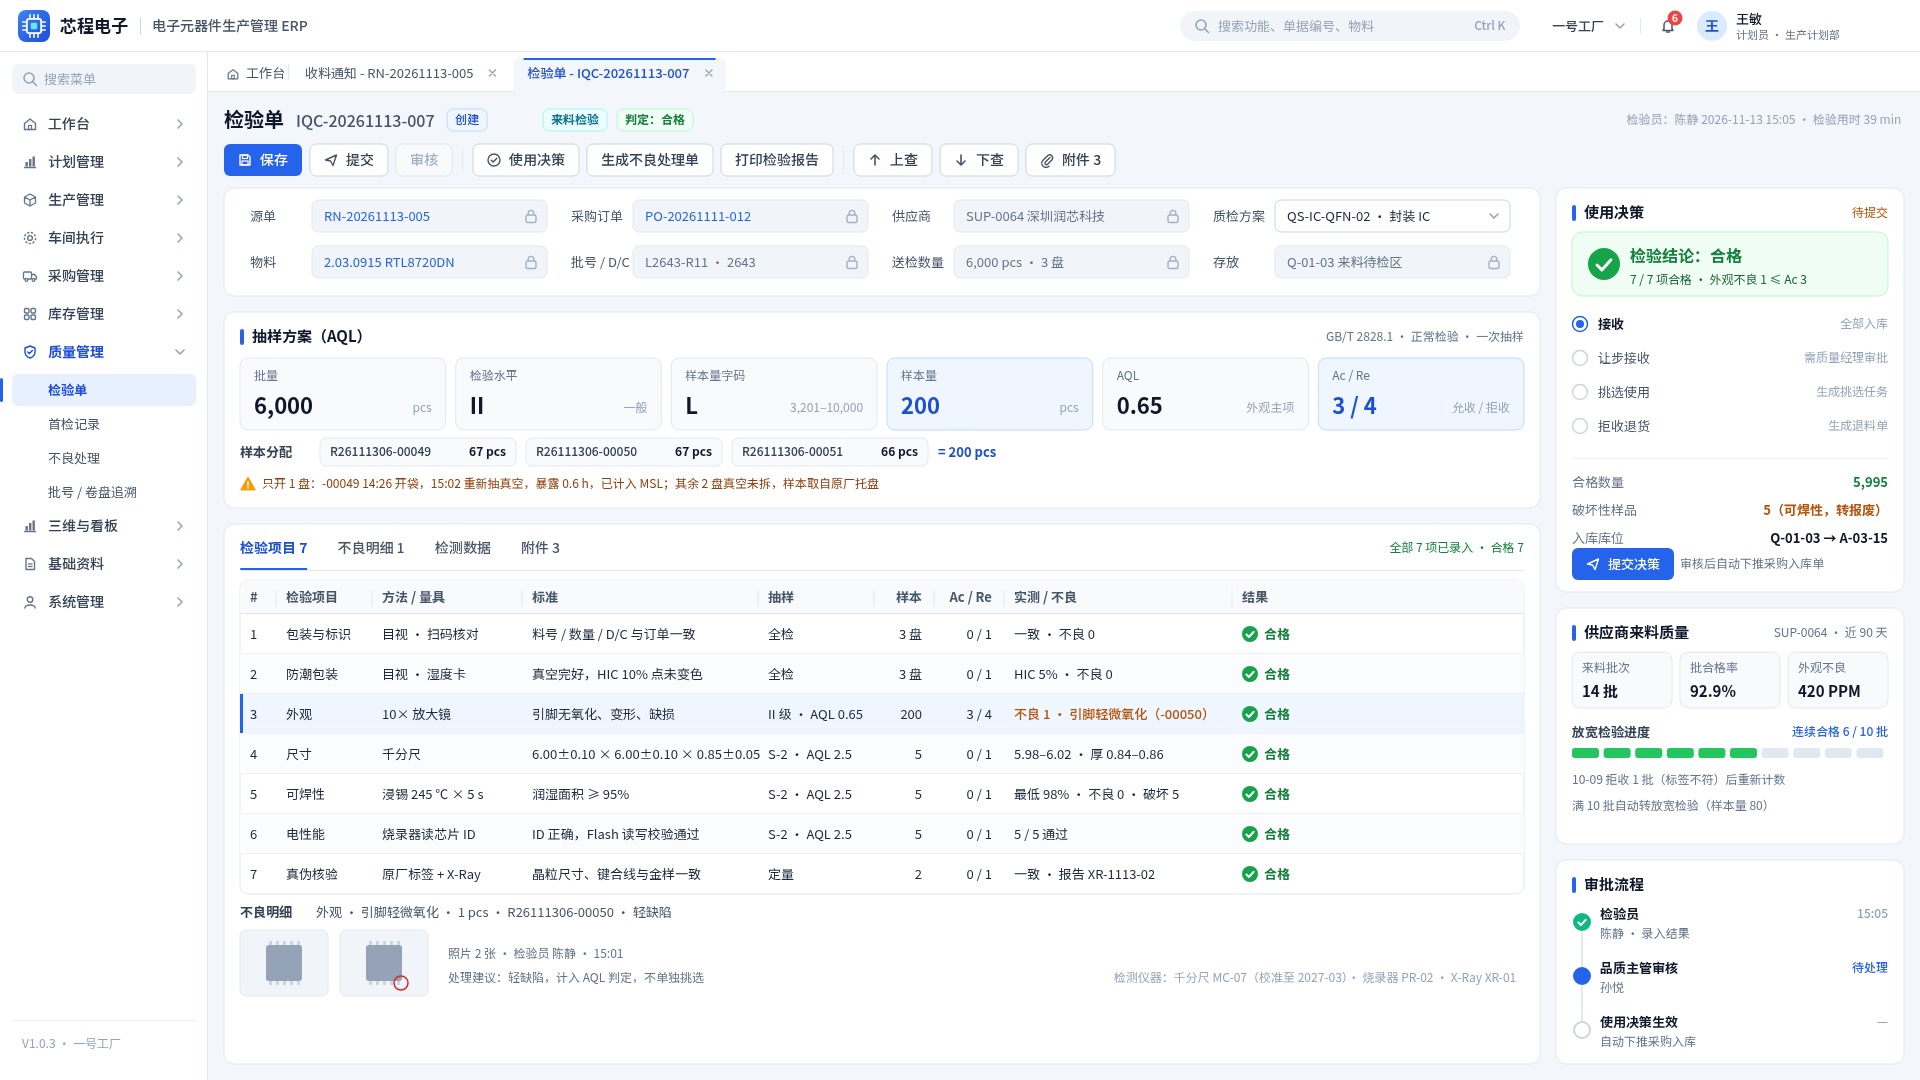 芯程电子 电子元器件生产管理 ERP 搜索功能、单据编号、物料 Ctrl K 一号工厂 6 王 王敏
计划员 · 生产计划部
搜索菜单
工作台 收料通知 - RN-20261113-005 检验单 - IQC-20261113-007
工作台
计划管理
生产管理
车间执行
采购管理
库存管理
质量管理
检验单
首检记录
不良处理
批号 / 卷盘追溯
三维与看板
基础资料
系统管理
V1.0.3 · 一号工厂
检验单 IQC-20261113-007 创建 来料检验 判定：合格 检验员：陈静 2026-11-13 15:05 · 检验用时 39 min
保存 提交 审核 使用决策 生成不良处理单 打印检验报告 上查 下查 附件 3
源单 RN-20261113-005 采购订单 PO-20261111-012 供应商 SUP-0064 深圳润芯科技 质检方案 QS-IC-QFN-02 · 封装 IC
物料 2.03.0915 RTL8720DN 批号 / D/C L2643-R11 · 2643 送检数量 6,000 pcs · 3 盘 存放 Q-01-03 来料待检区
抽样方案（AQL） GB/T 2828.1 · 正常检验 · 一次抽样
批量 检验水平 样本量字码 样本量 AQL Ac / Re
6,000 pcs II 一般 L 3,201–10,000 200 pcs 0.65 外观主项 3 / 4 允收 / 拒收
样本分配 R26111306-00049 67 pcs R26111306-00050 67 pcs R26111306-00051 66 pcs = 200 pcs
只开 1 盘：-00049 14:26 开袋，15:02 重新抽真空，暴露 0.6 h，已计入 MSL；其余 2 盘真空未拆，样本取自原厂托盘
检验项目 7 不良明细 1 检测数据 附件 3 全部 7 项已录入 · 合格 7
# 检验项目 方法 / 量具 标准 抽样 样本 Ac / Re 实测 / 不良 结果
1 包装与标识 目视 · 扫码核对 料号 / 数量 / D/C 与订单一致 全检 3 盘 0 / 1 一致 · 不良 0 合格
2 防潮包装 目视 · 湿度卡 真空完好，HIC 10% 点未变色 全检 3 盘 0 / 1 HIC 5% · 不良 0 合格
3 外观 10× 放大镜 引脚无氧化、变形、缺损 II 级 · AQL 0.65 200 3 / 4 不良 1 · 引脚轻微氧化（-00050） 合格
4 尺寸 千分尺 6.00±0.10 × 6.00±0.10 × 0.85±0.05 S-2 · AQL 2.5 5 0 / 1 5.98–6.02 · 厚 0.84–0.86 合格
5 可焊性 浸锡 245 ℃ × 5 s 润湿面积 ≥ 95% S-2 · AQL 2.5 5 0 / 1 最低 98% · 不良 0 · 破坏 5 合格
6 电性能 烧录器读芯片 ID ID 正确，Flash 读写校验通过 S-2 · AQL 2.5 5 0 / 1 5 / 5 通过 合格
7 真伪核验 原厂标签 + X-Ray 晶粒尺寸、键合线与金样一致 定量 2 0 / 1 一致 · 报告 XR-1113-02 合格
不良明细 外观 · 引脚轻微氧化 · 1 pcs · R26111306-00050 · 轻缺陷
照片 2 张 · 检验员 陈静 · 15:01
处理建议：轻缺陷，计入 AQL 判定，不单独挑选 检测仪器：千分尺 MC-07（校准至 2027-03）· 烧录器 PR-02 · X-Ray XR-01
使用决策 待提交
检验结论：合格
7 / 7 项合格 · 外观不良 1 ≤ Ac 3
接收 全部入库
让步接收 需质量经理审批
挑选使用 生成挑选任务
拒收退货 生成退料单
合格数量 5,995
破坏性样品 5（可焊性，转报废）
入库库位 Q-01-03 → A-03-15
提交决策 审核后自动下推采购入库单
供应商来料质量 SUP-0064 · 近 90 天
来料批次 批合格率 外观不良
14 批 92.9% 420 PPM
放宽检验进度 连续合格 6 / 10 批
10-09 拒收 1 批（标签不符）后重新计数
满 10 批自动转放宽检验（样本量 80）
审批流程
检验员 15:05
陈静 · 录入结果
品质主管审核 待处理
孙悦
使用决策生效 —
自动下推采购入库